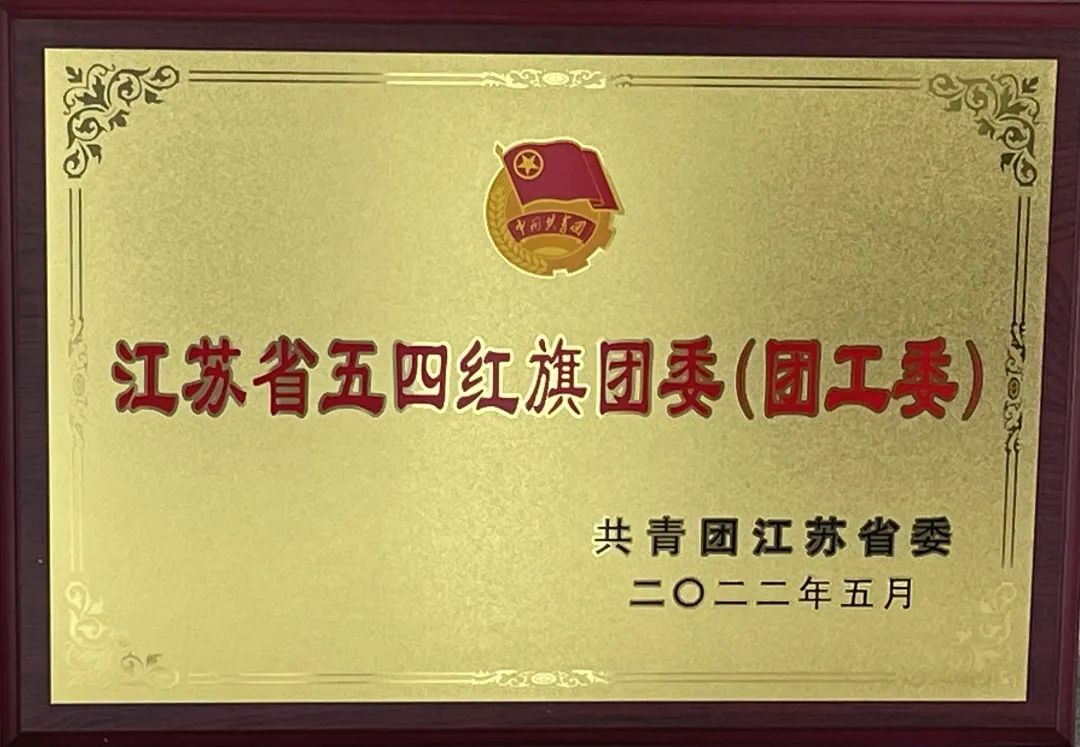 中国共青团
江苏省五四红旗团委(团工委)
共青团江苏省委
二〇二二年五月